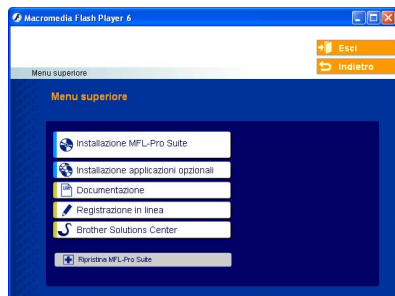 Macromedia Flash Player 6
Esci
Indietro
Menu superiore
Menu superiore
Installazione MFL-Pro Suite
Installazione applicazioni opzionali
Documentazione
Registrazione in linea
Brother Solutions Center
Ripristina MFL-Pro Suite